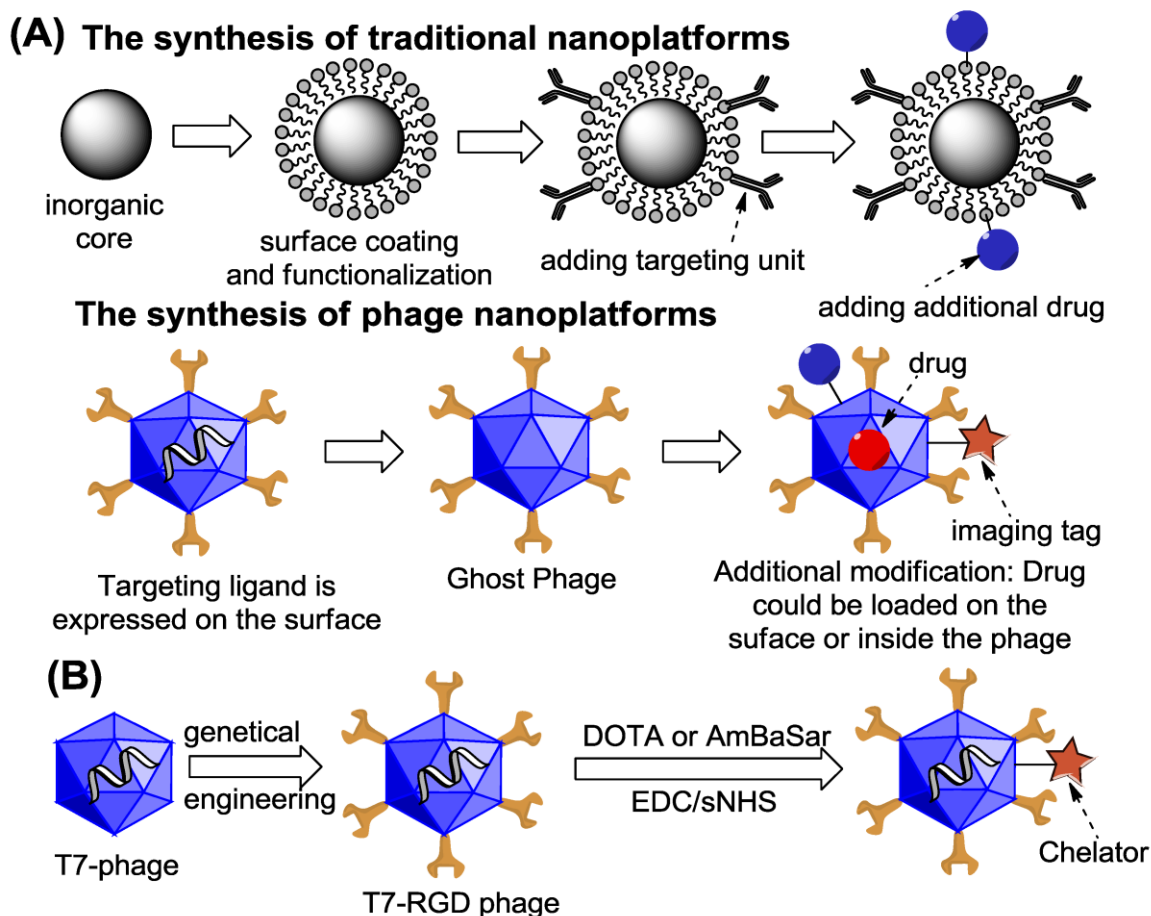 (A) The synthesis of traditional nanoplatforms
inorganic
core
surface coating
and functionalization
adding targeting unit
adding additional drug
The synthesis of phage nanoplatforms
drug
imaging tag
Targeting ligand is
expressed on the surface
Ghost Phage
Additional modification: Drug
could be loaded on the
suface or inside the phage
(B)
genetical
engineering
DOTA or AmBaSar
EDC/sNHS
T7-phage
T7-RGD phage
Chelator